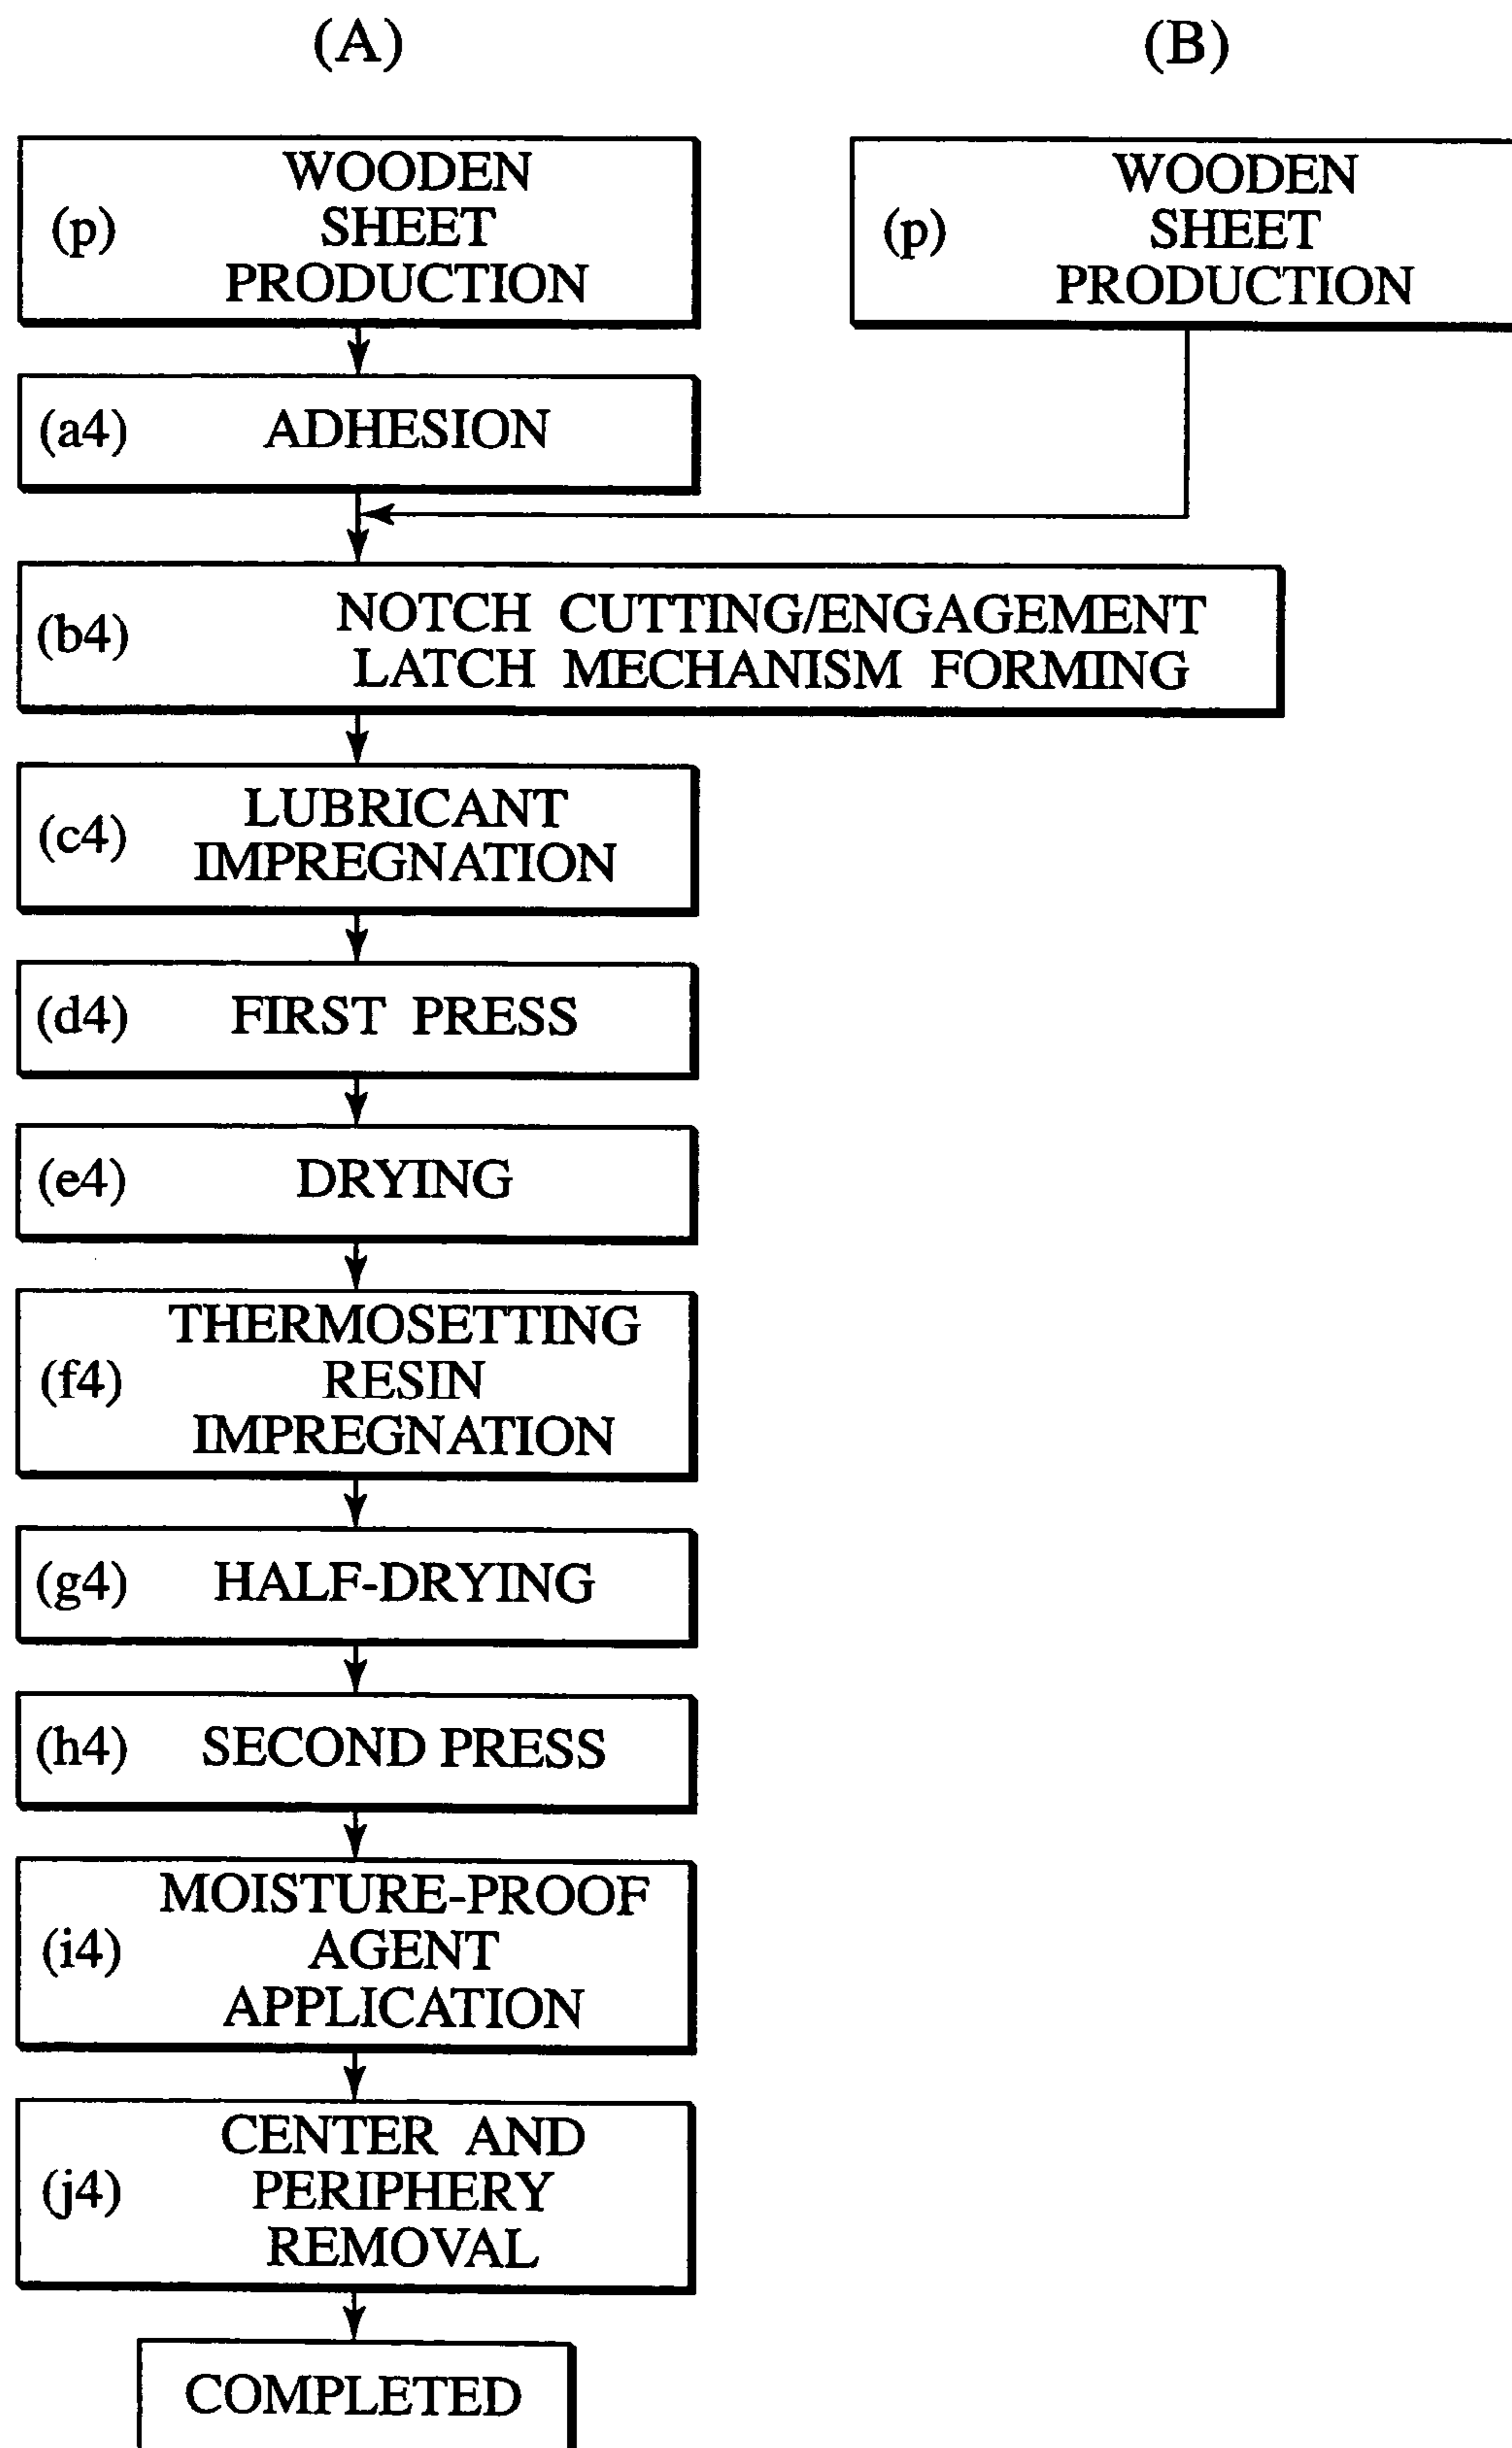 (A)
(B)
(p)
WOODEN
SHEET
PRODUCTION
(p)
WOODEN
SHEET
PRODUCTION
(a4)
ADHESION
(b4)
NOTCH CUTTING/ENGAGEMENT
LATCH MECHANISM FORMING
(c4)
LUBRICANT
IMPREGNATION
(d4)
FIRST PRESS
(e4)
DRYING
(f4)
THERMOSETTING
RESIN
IMPREGNATION
(g4)
HALF-DRYING
(h4)
SECOND PRESS
(i4)
MOISTURE-PROOF
AGENT
APPLICATION
(j4)
CENTER AND
PERIPHERY
REMOVAL
COMPLETED